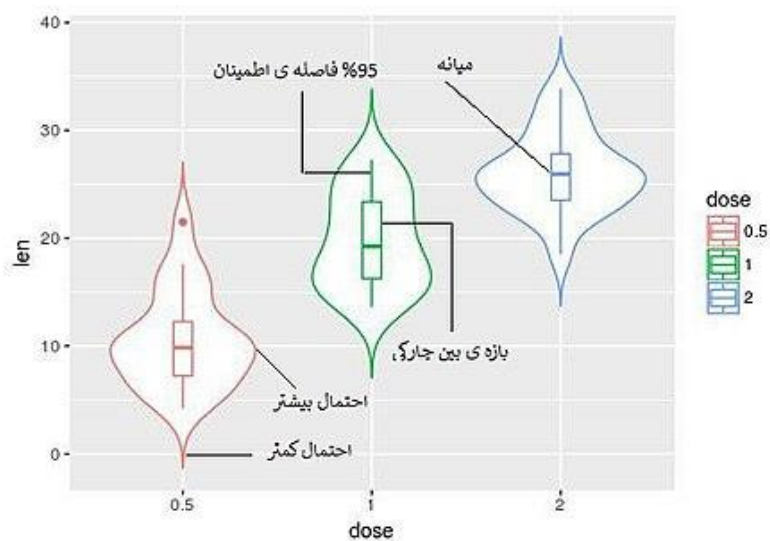 40
30
20
10
0
len
%95 فاصله ی اطمینان
میانه
بازه ی بین چارکی
احتمال بیشتر
احتمال کمتر
0.5
1
2
dose
dose
0.5
1
2